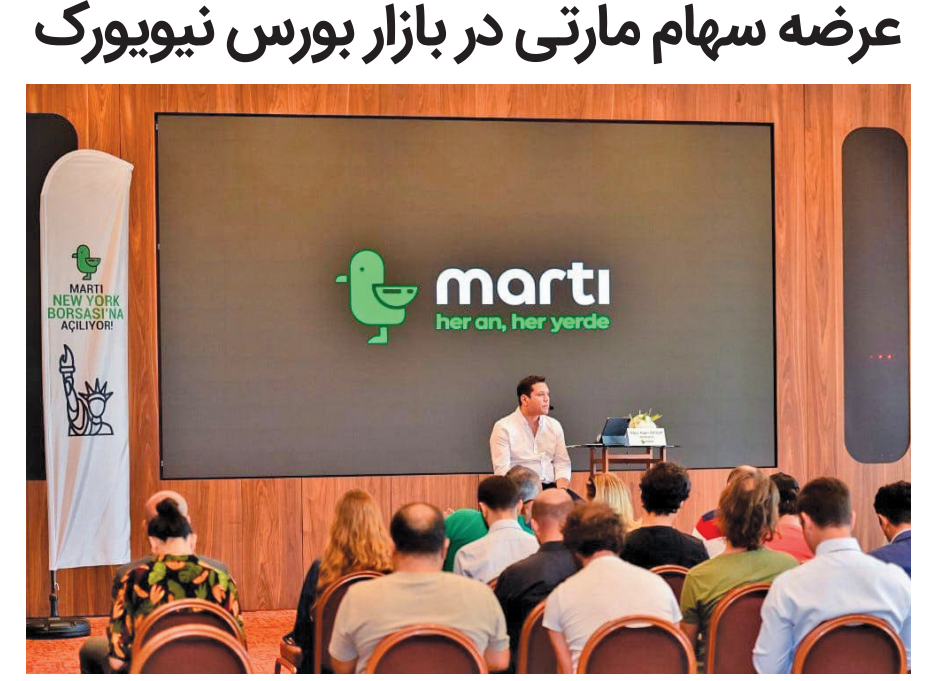 عرضه سهام مارتی در بازار بورس نیویورک
marti
her an, her yerde
MARTI
NEW YORK
BORSASI'NA
AÇILIYOR!